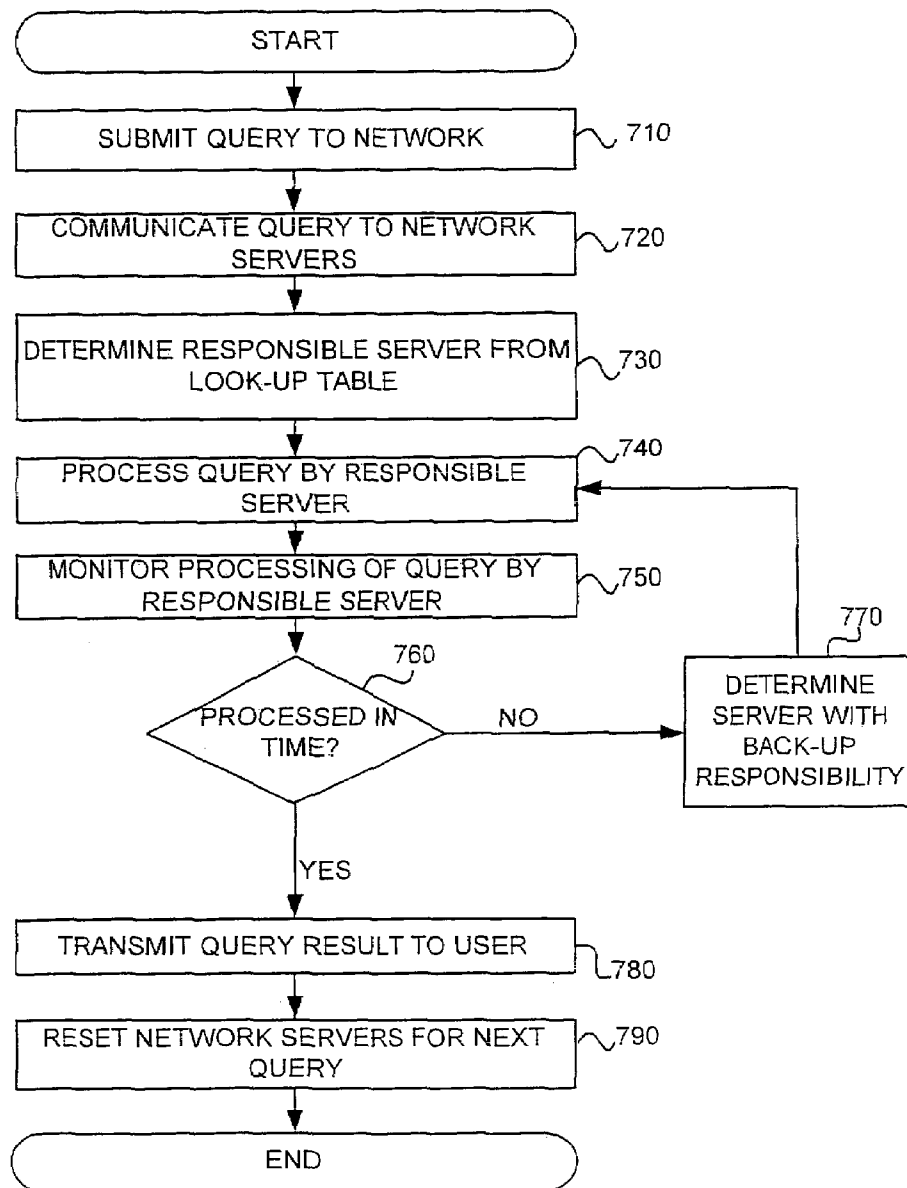 START
SUBMIT QUERY TO NETWORK
710
COMMUNICATE QUERY TO NETWORK
SERVERS
720
DETERMINE RESPONSIBLE SERVER FROM
LOOK-UP TABLE
730
740
PROCESS QUERY BY RESPONSIBLE
SERVER
MONITOR PROCESSING OF QUERY BY
RESPONSIBLE SERVER
750
760
PROCESSED IN
TIME?
NO
770
DETERMINE
SERVER WITH
BACK-UP
RESPONSIBILITY
YES
TRANSMIT QUERY RESULT TO USER
780
RESET NETWORK SERVERS FOR NEXT
QUERY
790
END